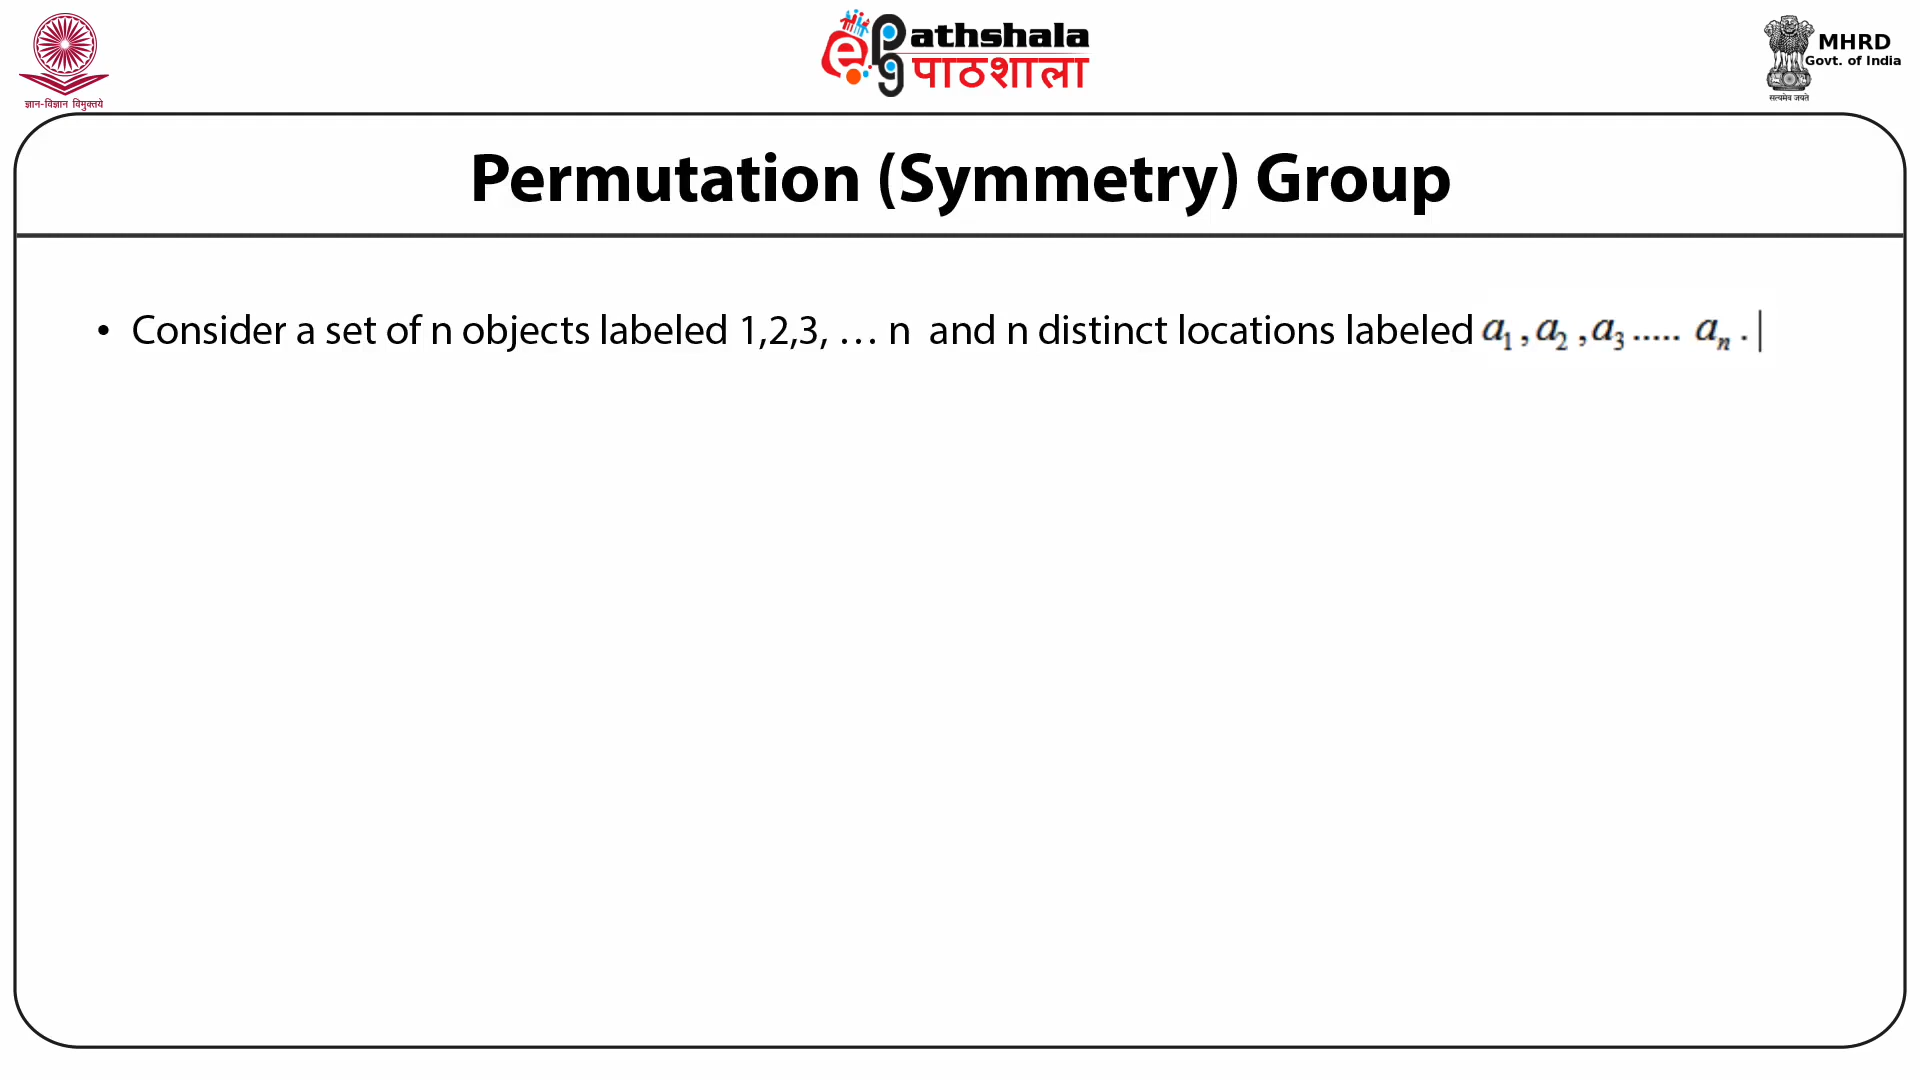 ज्ञान-विज्ञान विमुक्तये
e pg athshala
पाठशाला
MHRD
Govt. of India
सत्यमेव जयते
Permutation (Symmetry) Group
• Consider a set of n objects labeled 1,2,3, … n and n distinct locations labeled a₁ , a₂ , a₃ ..... aₙ .